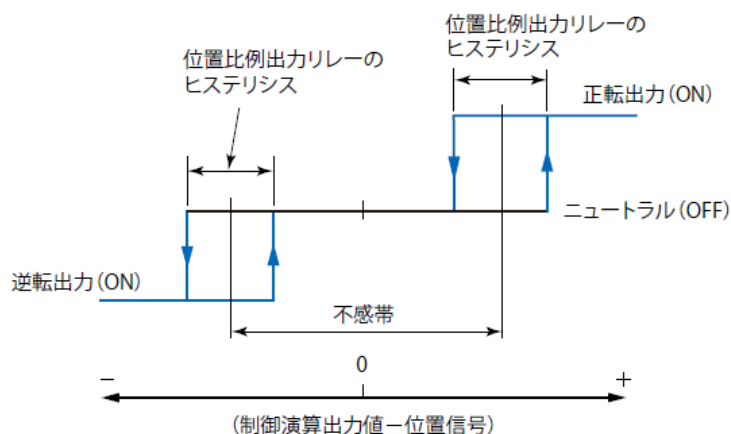 位置比例出力リレーの
ヒステリシス
位置比例出力リレーの
ヒステリシス
正転出力(ON)
ニュートラル(OFF)
逆転出力(ON)
不感帯
0
− +
(制御演算出力値−位置信号)